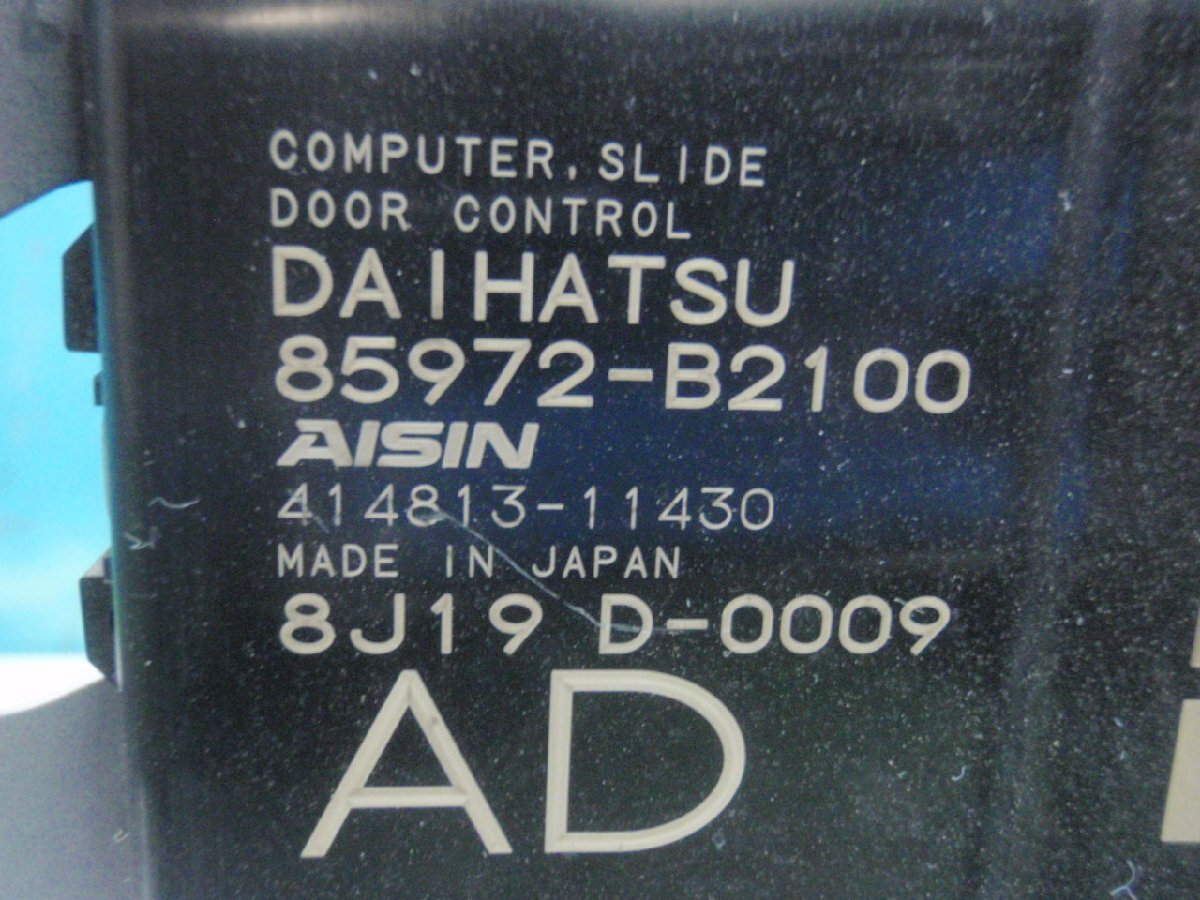 COMPUTER, SLIDE
DOOR CONTROL
DAIHATSU
85972-B2100
AISIN
414813-11430
MADE IN JAPAN
8J19 D-0009
AD